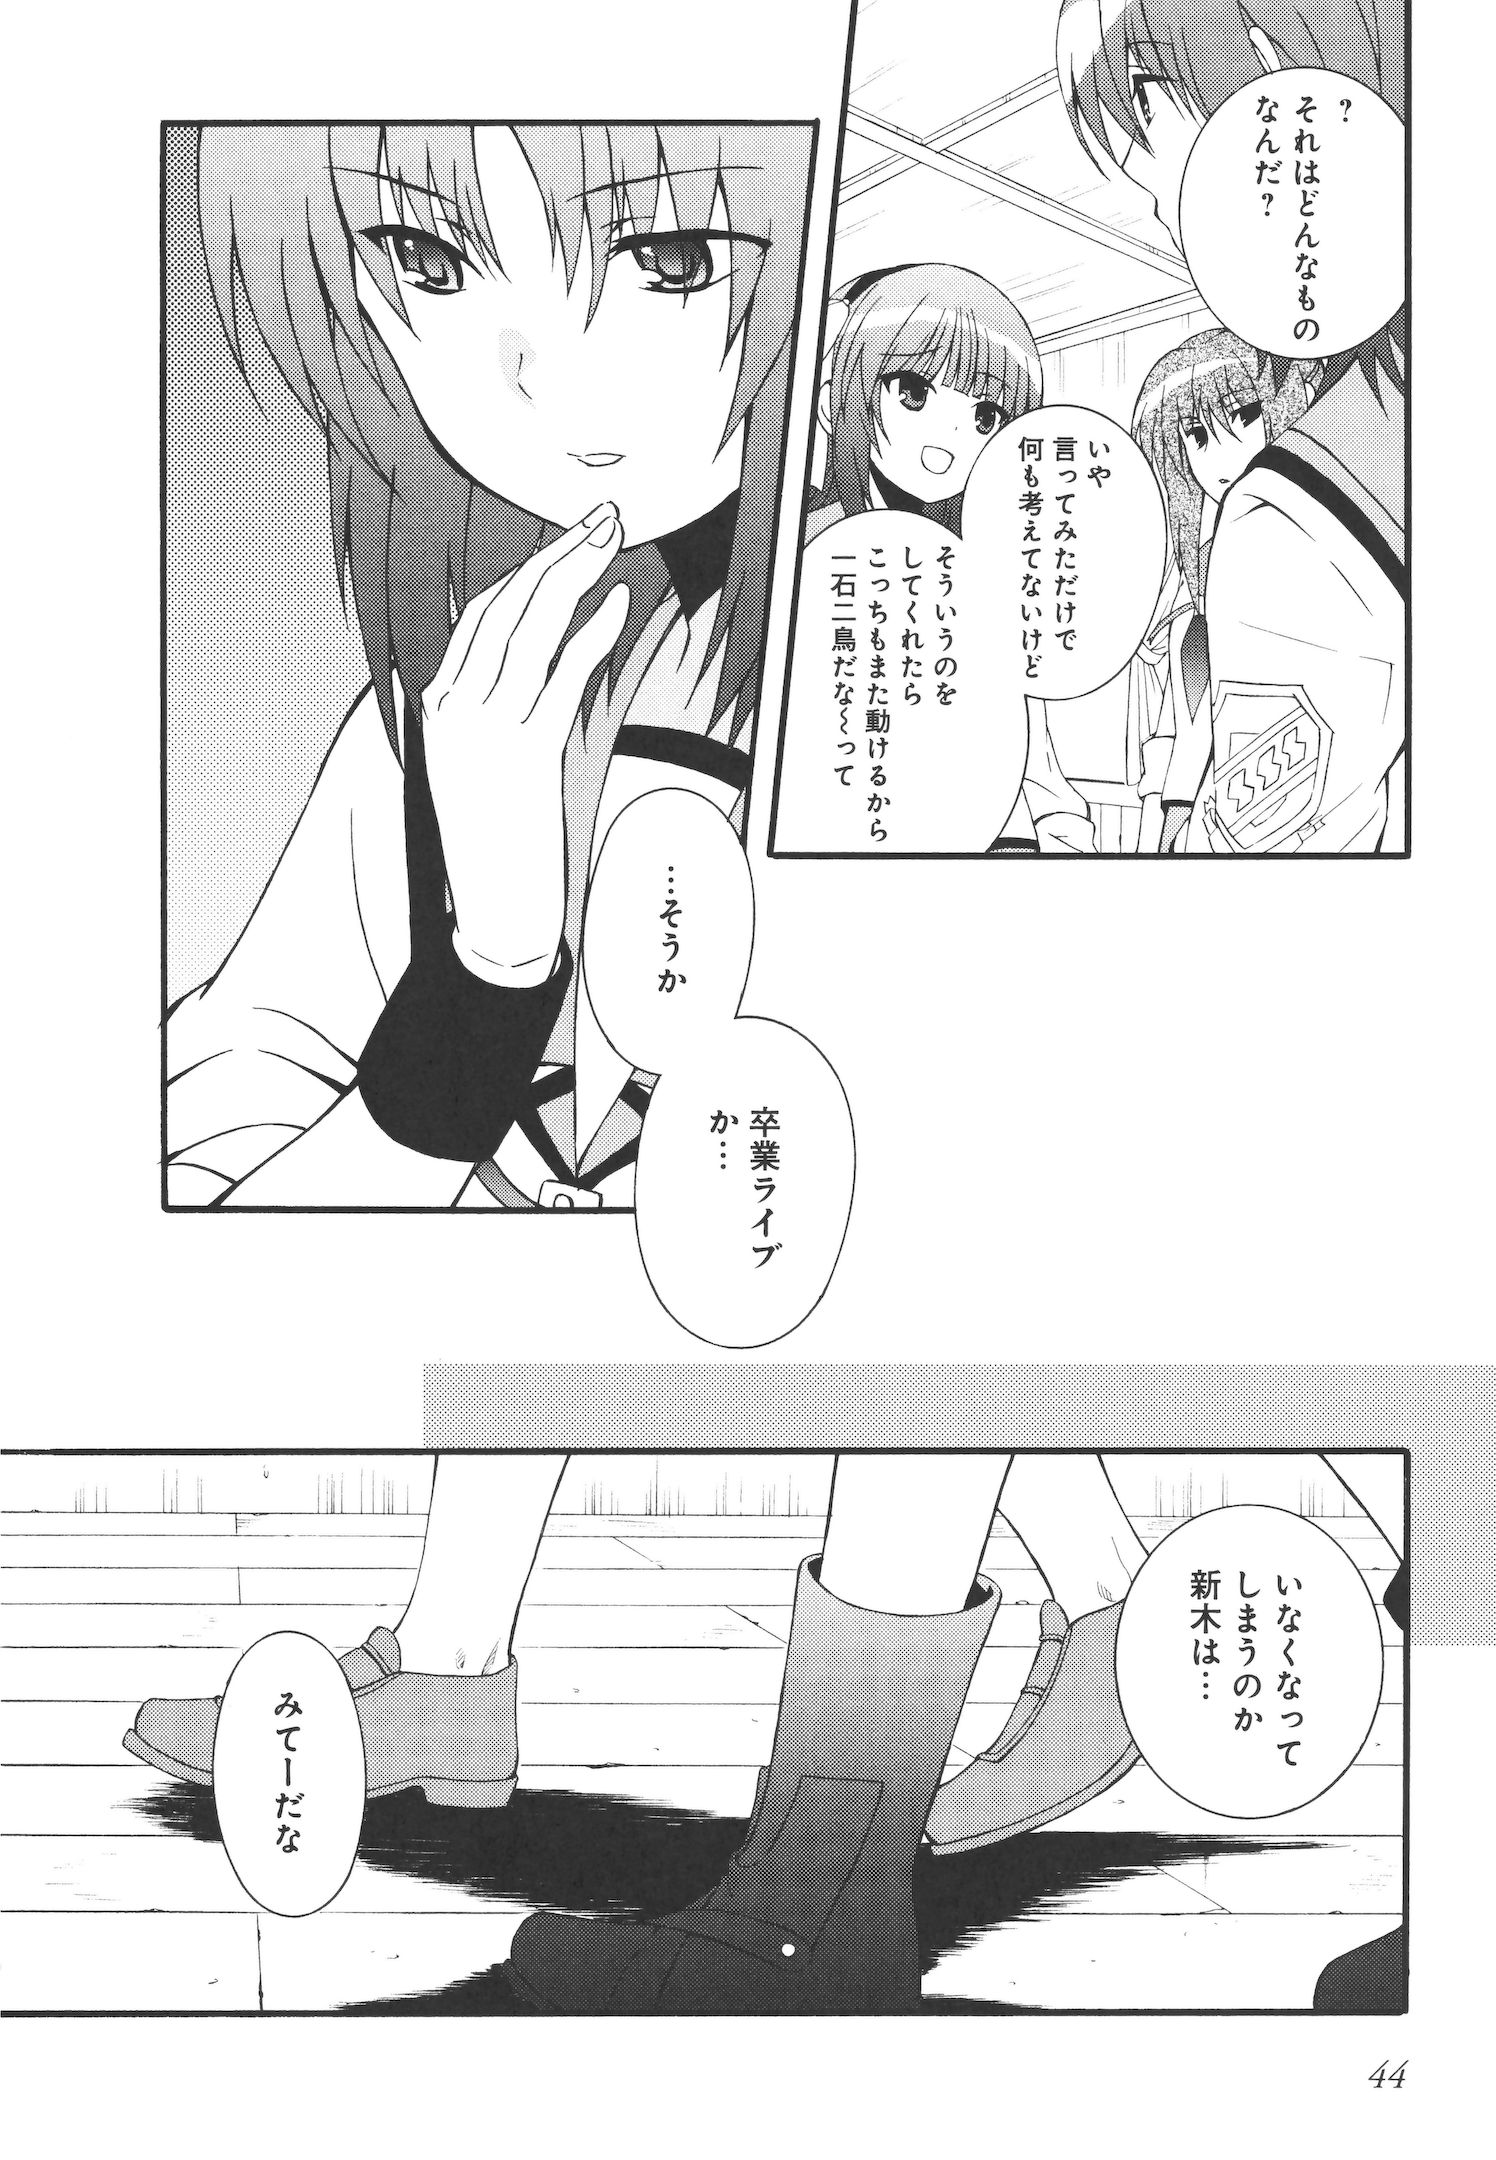 ?
それはどんなもの
なんだ?
いや
言ってみただけで
何も考えてないけど
そういうのを
してくれたら
こっちもまた動けるから
一石二鳥だな〜って
…そうか
卒業ライブ
か…
いなくなって
しまうのか
新木は…
みてーだな
44